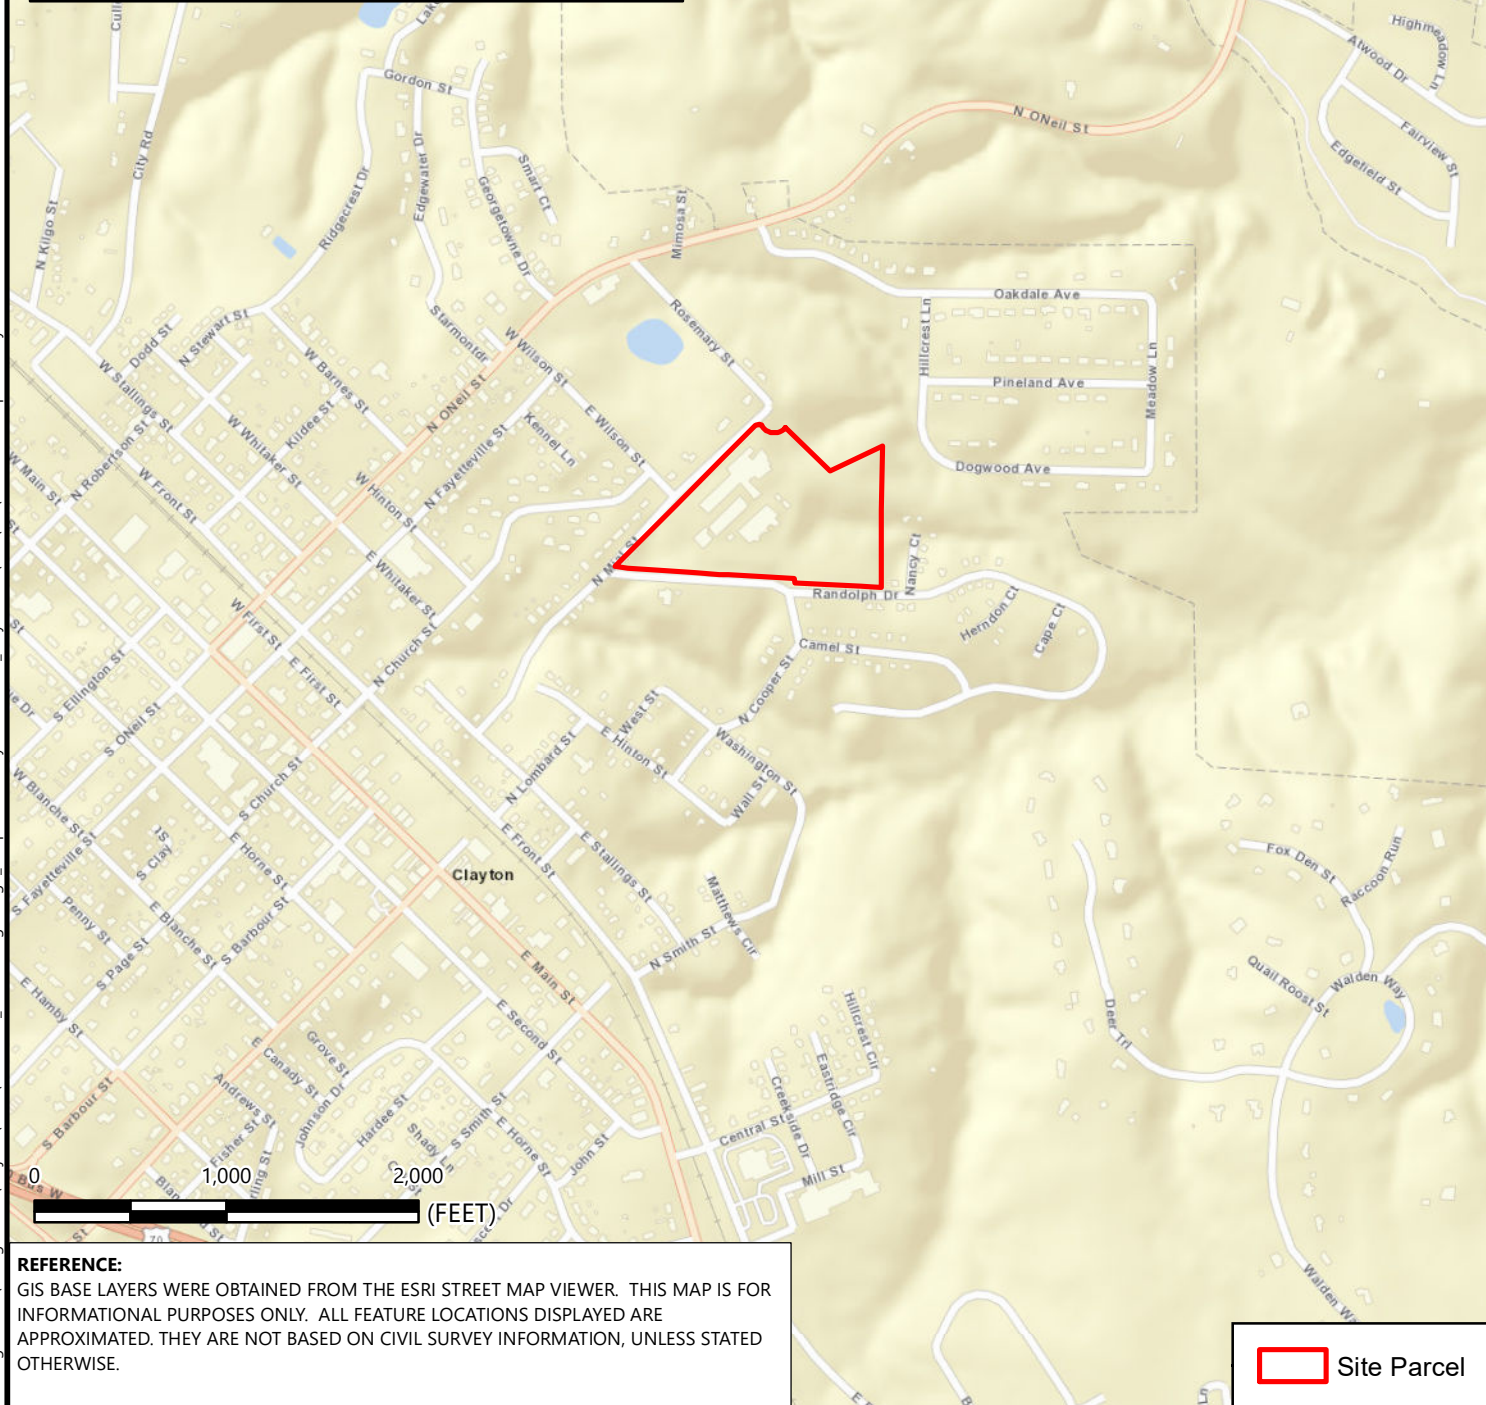 Gordon St
City Rd
N Kilgo St
Ridgecrest Dr
Edgewater Dr
Georgetowne Dr
Smart Ct
Mimosa St
N ONeil St
Highmeadow Ln
Atwood Dr
Fairview St
Edgefield St
Oakdale Ave
Hillcrest Ln
Pineland Ave
Meadow Ln
Dogwood Ave
Rosemary St
Starmontdr
W Wilson St
E Wilson St
Dodd St
N Stewart St
W Barnes St
W Stallings St
Kildee St
W Whitaker St
N ONeil St
N Fayetteville St
Kennel Ln
N Robertson St
W Main St
W Front St
W Hinton St
E Whitaker St
N Mial St
Nancy Ct
Randolph Dr
Herndon Ct
Cape Ct
Camel St
N Cooper St
W First St
E First St
N Church St
S Ellington St
S ONeil St
West St
E Hinton St
N Lombard St
Washington St
Wall St
W Blanche St
S Church St
S Clay St
S Fayetteville St
E Horne St
E Front St
E Stallings St
Clayton
Penny St
E Blanche St
S Barbour St
S Page St
Matthews Cir
N Smith St
E Main St
E Hamby St
E Second St
Fox Den St
Raccoon Run
Quail Roost St
Walden Way
Deer Trl
Grove St
E Canady St
Andrews St
Johnson Dr
Hardee St
Fisher St
Shady Ln
S Smith St
E Horne St
John St
S Barbour St
Hillcrest Cir
Eastridge Cir
Creekside Dr
Central St
Mill St
Bus W
70
0 1,000 2,000
(FEET)
REFERENCE:
GIS BASE LAYERS WERE OBTAINED FROM THE ESRI STREET MAP VIEWER. THIS MAP IS FOR
INFORMATIONAL PURPOSES ONLY. ALL FEATURE LOCATIONS DISPLAYED ARE
APPROXIMATED. THEY ARE NOT BASED ON CIVIL SURVEY INFORMATION, UNLESS STATED
OTHERWISE.
Site Parcel